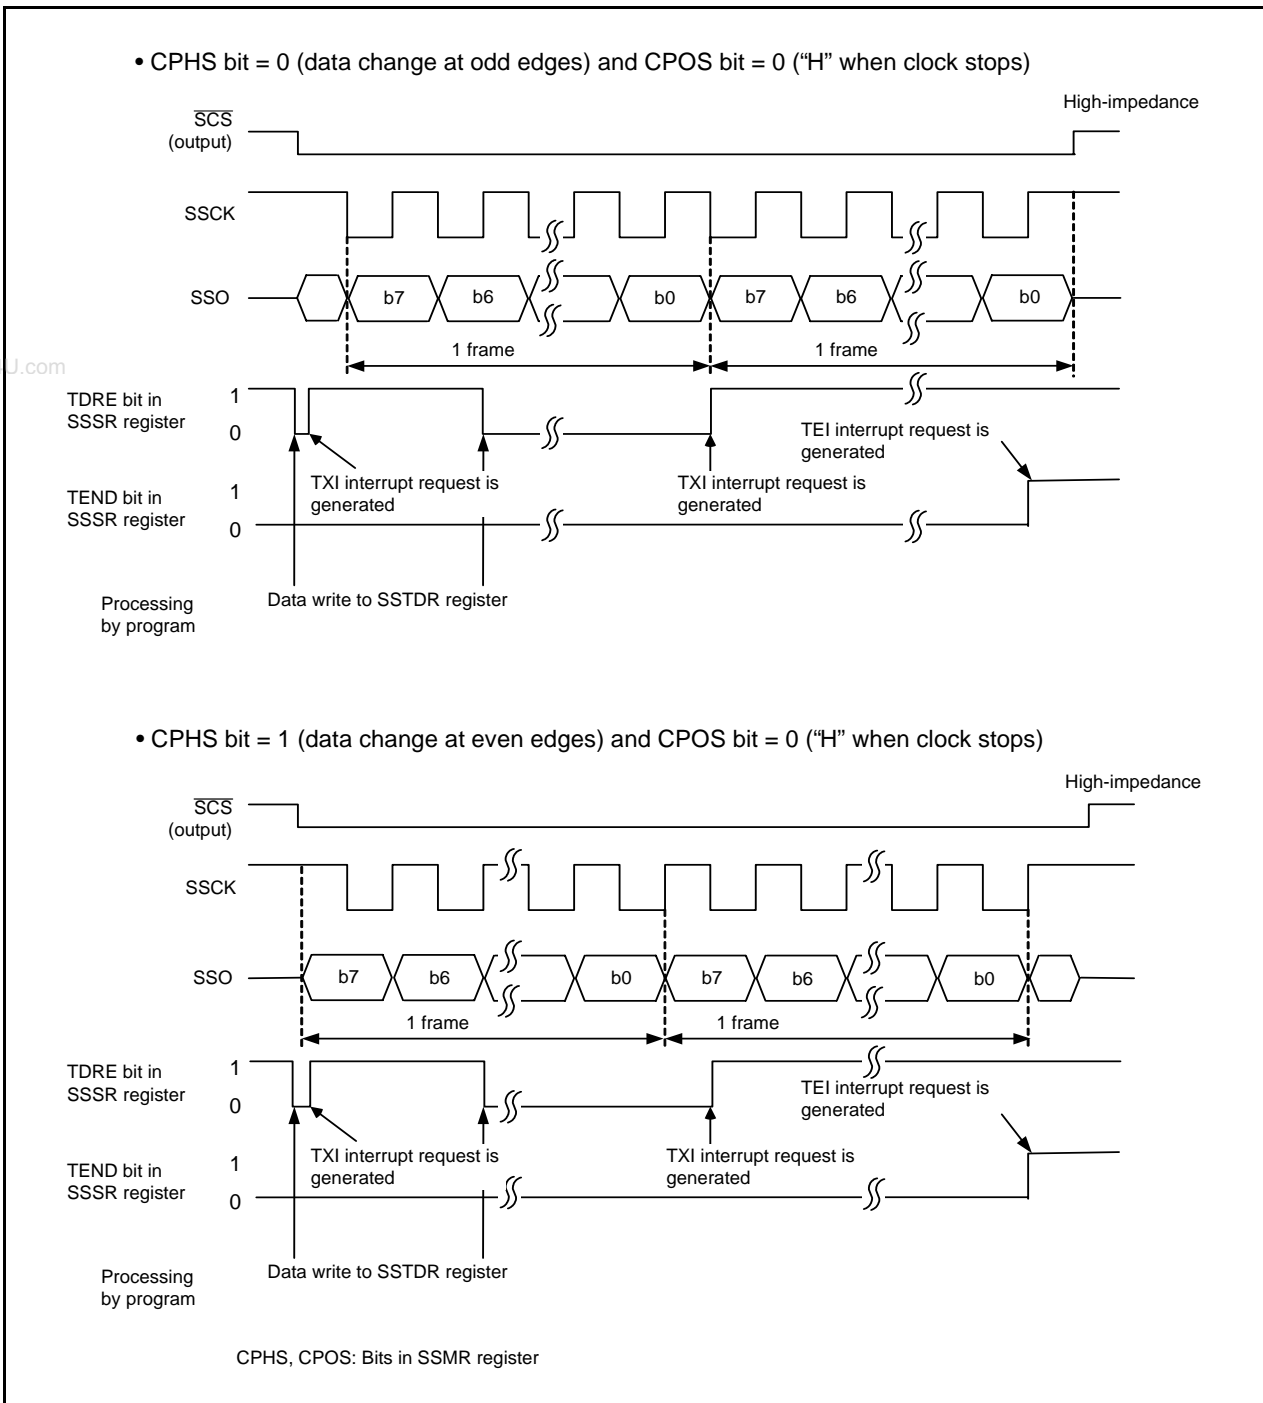 • CPHS bit = 0 (data change at odd edges) and CPOS bit = 0 (“H” when clock stops)
High-impedance
SCS
(output)
SSCK
SSO
b7
b6
b0
b7
b6
b0
1 frame
1 frame
U.com
TDRE bit in
SSSR register
1
0
TEI interrupt request is
generated
TXI interrupt request is
generated
TXI interrupt request is
generated
TEND bit in
SSSR register
1
0
Processing
by program
Data write to SSTDR register
• CPHS bit = 1 (data change at even edges) and CPOS bit = 0 (“H” when clock stops)
High-impedance
SCS
(output)
SSCK
SSO
b7
b6
b0
b7
b6
b0
1 frame
1 frame
TDRE bit in
SSSR register
1
0
TEI interrupt request is
generated
TXI interrupt request is
generated
TXI interrupt request is
generated
TEND bit in
SSSR register
1
0
Processing
by program
Data write to SSTDR register
CPHS, CPOS: Bits in SSMR register